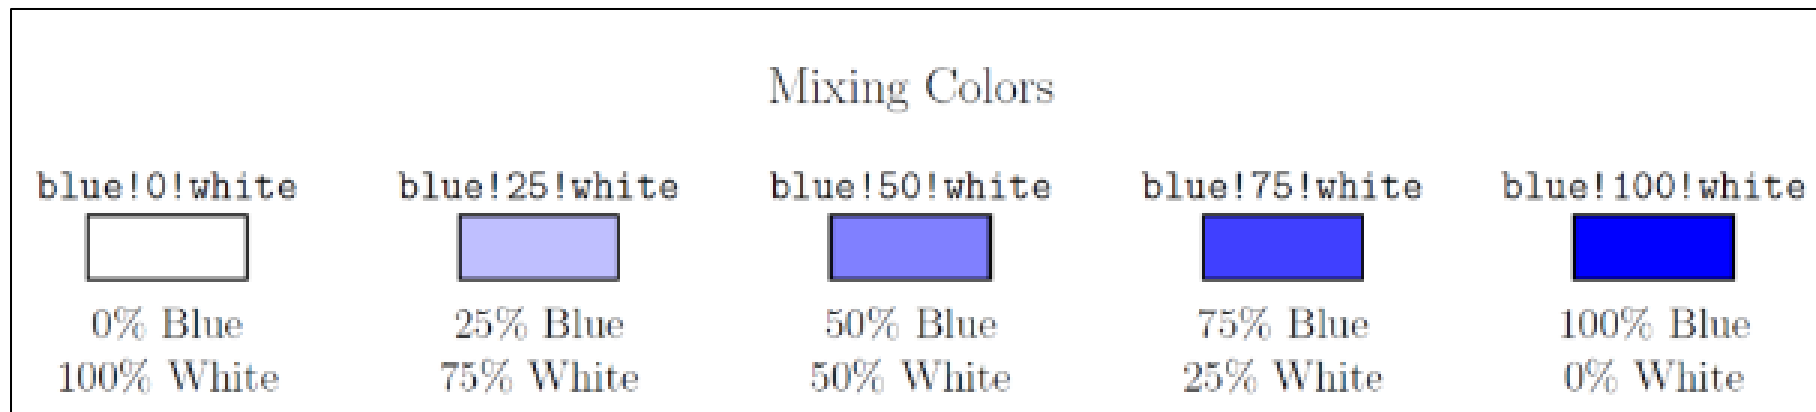 Mixing Colors
blue!0!white blue!25!white blue!50!white blue!75!white blue!100!white
0% Blue 25% Blue 50% Blue 75% Blue 100% Blue
100% White 75% White 50% White 25% White 0% White